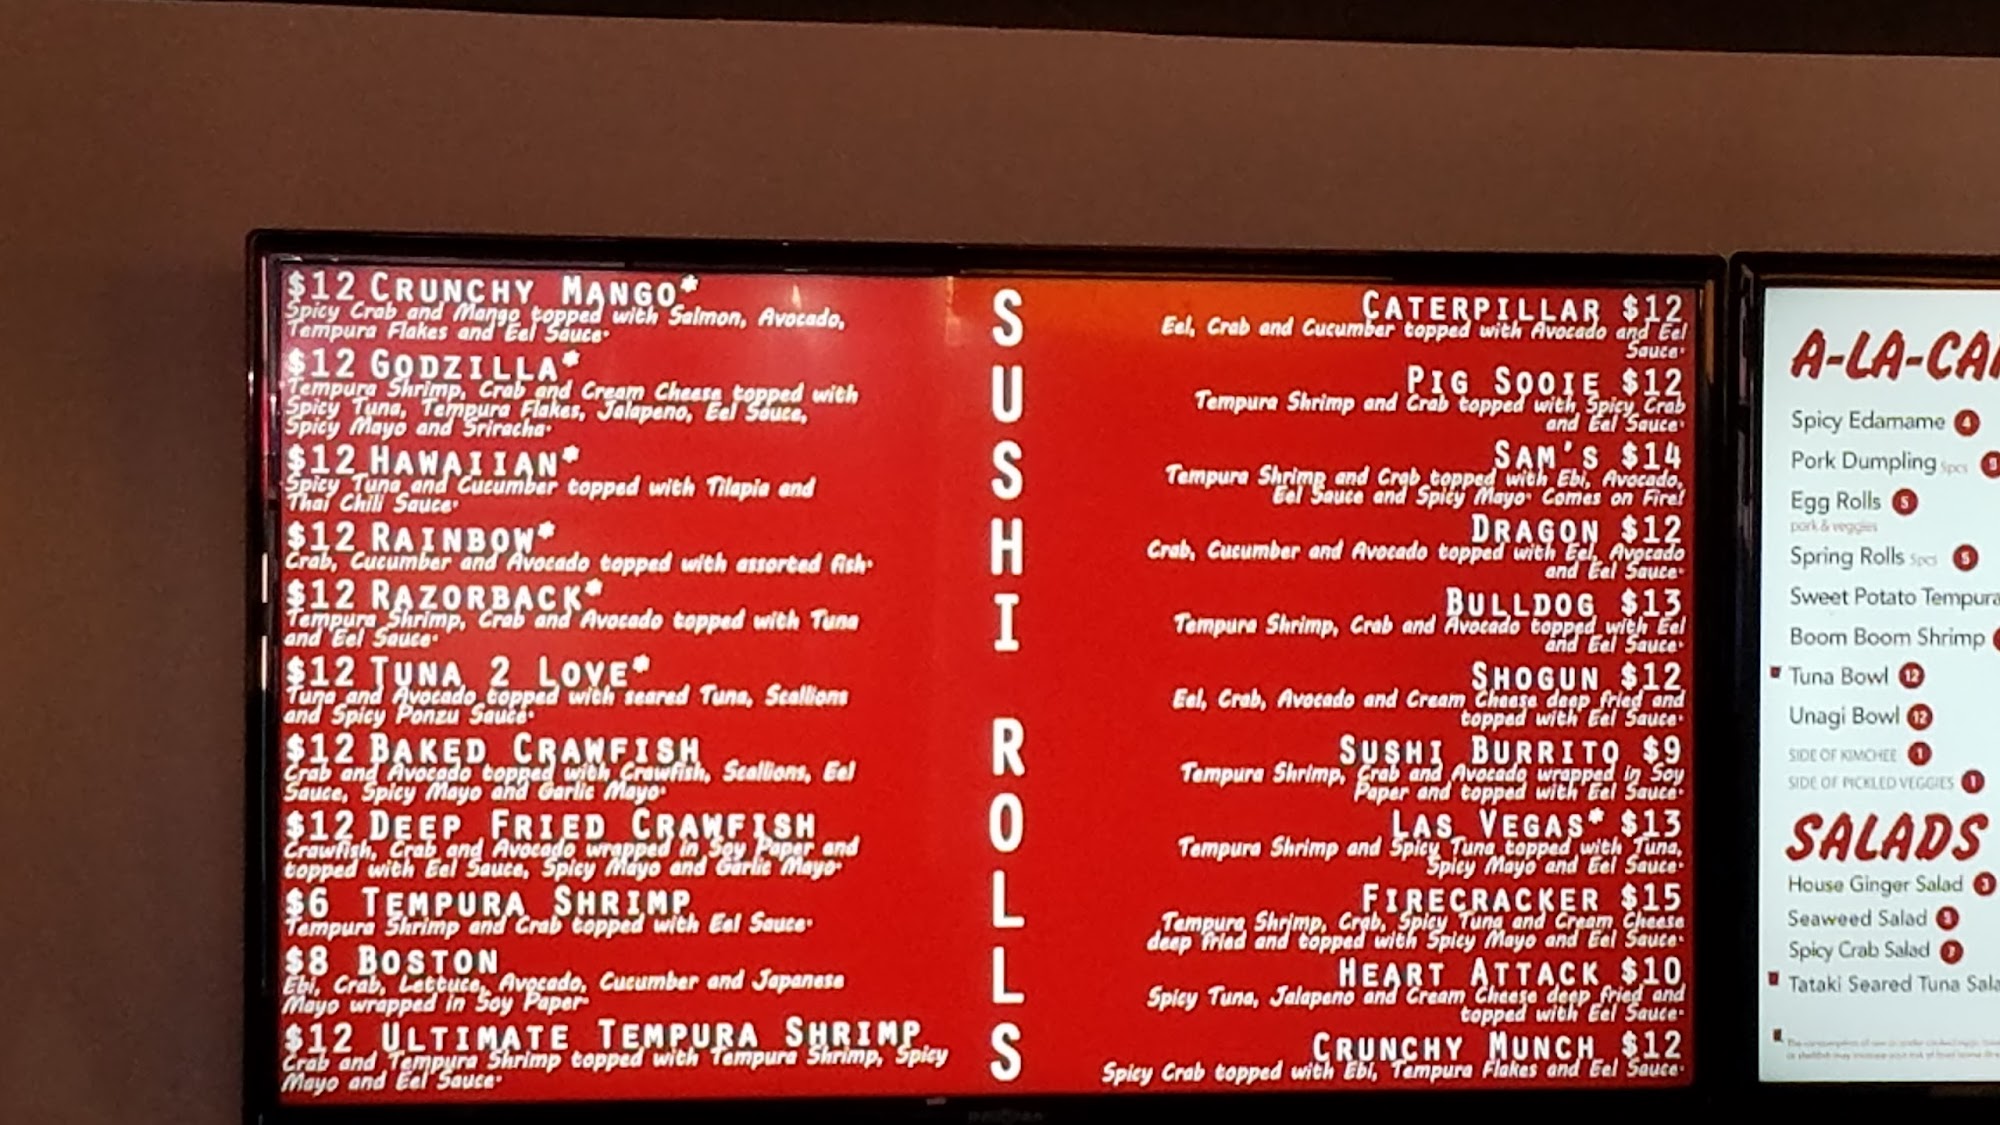 $12 CRUNCHY MANGO*
Spicy Crab and Mango topped with Salmon, Avocado,
Tempura Flakes and Eel Sauce.
$12 GODZILLA*
Tempura Shrimp, Crab and Cream Cheese topped with
Spicy Tuna, Tempura Flakes, Jalapeno, Eel Sauce,
Spicy Mayo and Sriracha.
$12 HAWAIIAN*
Spicy Tuna and Cucumber topped with Tilapia and
Thai Chili Sauce.
$12 RAINBOW*
Crab, Cucumber and Avocado topped with assorted fish.
$12 RAZORBACK*
Tempura Shrimp, Crab and Avocado topped with Tuna
and Eel Sauce.
$12 TUNA 2 LOVE*
Tuna and Avocado topped with seared Tuna, Scallions
and Spicy Ponzu Sauce.
$12 BAKED CRAWFISH
Crab and Avocado topped with Crawfish, Scallions, Eel
Sauce, Spicy Mayo and Garlic Mayo.
$12 DEEP FRIED CRAWFISH
Crawfish, Crab and Avocado wrapped in Soy Paper and
topped with Eel Sauce, Spicy Mayo and Garlic Mayo.
$6 TEMPURA SHRIMP
Tempura Shrimp and Crab topped with Eel Sauce.
$8 BOSTON
Ebi, Crab, Lettuce, Avocado, Cucumber and Japanese
Mayo wrapped in Soy Paper.
$12 ULTIMATE TEMPURA SHRIMP
Crab and Tempura Shrimp topped with Tempura Shrimp, Spicy
Mayo and Eel Sauce.
SUSHI ROLLS
CATERPILLAR $12
Eel, Crab and Cucumber topped with Avocado and Eel
Sauce.
PIG SOOIE $12
Tempura Shrimp and Crab topped with Spicy Crab
and Eel Sauce.
SAM'S $14
Tempura Shrimp and Crab topped with Ebi, Avocado,
Eel Sauce and Spicy Mayo. Comes on Fire!
DRAGON $12
Crab, Cucumber and Avocado topped with Eel, Avocado
and Eel Sauce.
BULLDOG $13
Tempura Shrimp, Crab and Avocado topped with Eel
and Eel Sauce.
SHOGUN $12
Eel, Crab, Avocado and Cream Cheese deep fried and
topped with Eel Sauce.
SUSHI BURRITO $9
Tempura Shrimp, Crab and Avocado wrapped in Soy
Paper and topped with Eel Sauce.
LAS VEGAS* $13
Tempura Shrimp and Spicy Tuna topped with Tuna,
Spicy Mayo and Eel Sauce.
FIRECRACKER $15
Tempura Shrimp, Crab, Spicy Tuna and Cream Cheese
deep fried and topped with Spicy Mayo and Eel Sauce.
HEART ATTACK $10
Spicy Tuna, Jalapeno and Cream Cheese deep fried and
topped with Eel Sauce.
CRUNCHY MUNCH $12
Spicy Crab topped with Ebi, Tempura Flakes and Eel Sauce.
A-LA-CA
Spicy Edamame 4
Pork Dumpling 5pcs
Egg Rolls 5
pork & veggies
Spring Rolls 5pcs 5
Sweet Potato Tempura
Boom Boom Shrimp
Tuna Bowl 12
Unagi Bowl 12
SIDE OF KIMCHEE 1
SIDE OF PICKLED VEGGIES 1
SALADS
House Ginger Salad 3
Seaweed Salad
Spicy Crab Salad 7
Tataki Seared Tuna Sala